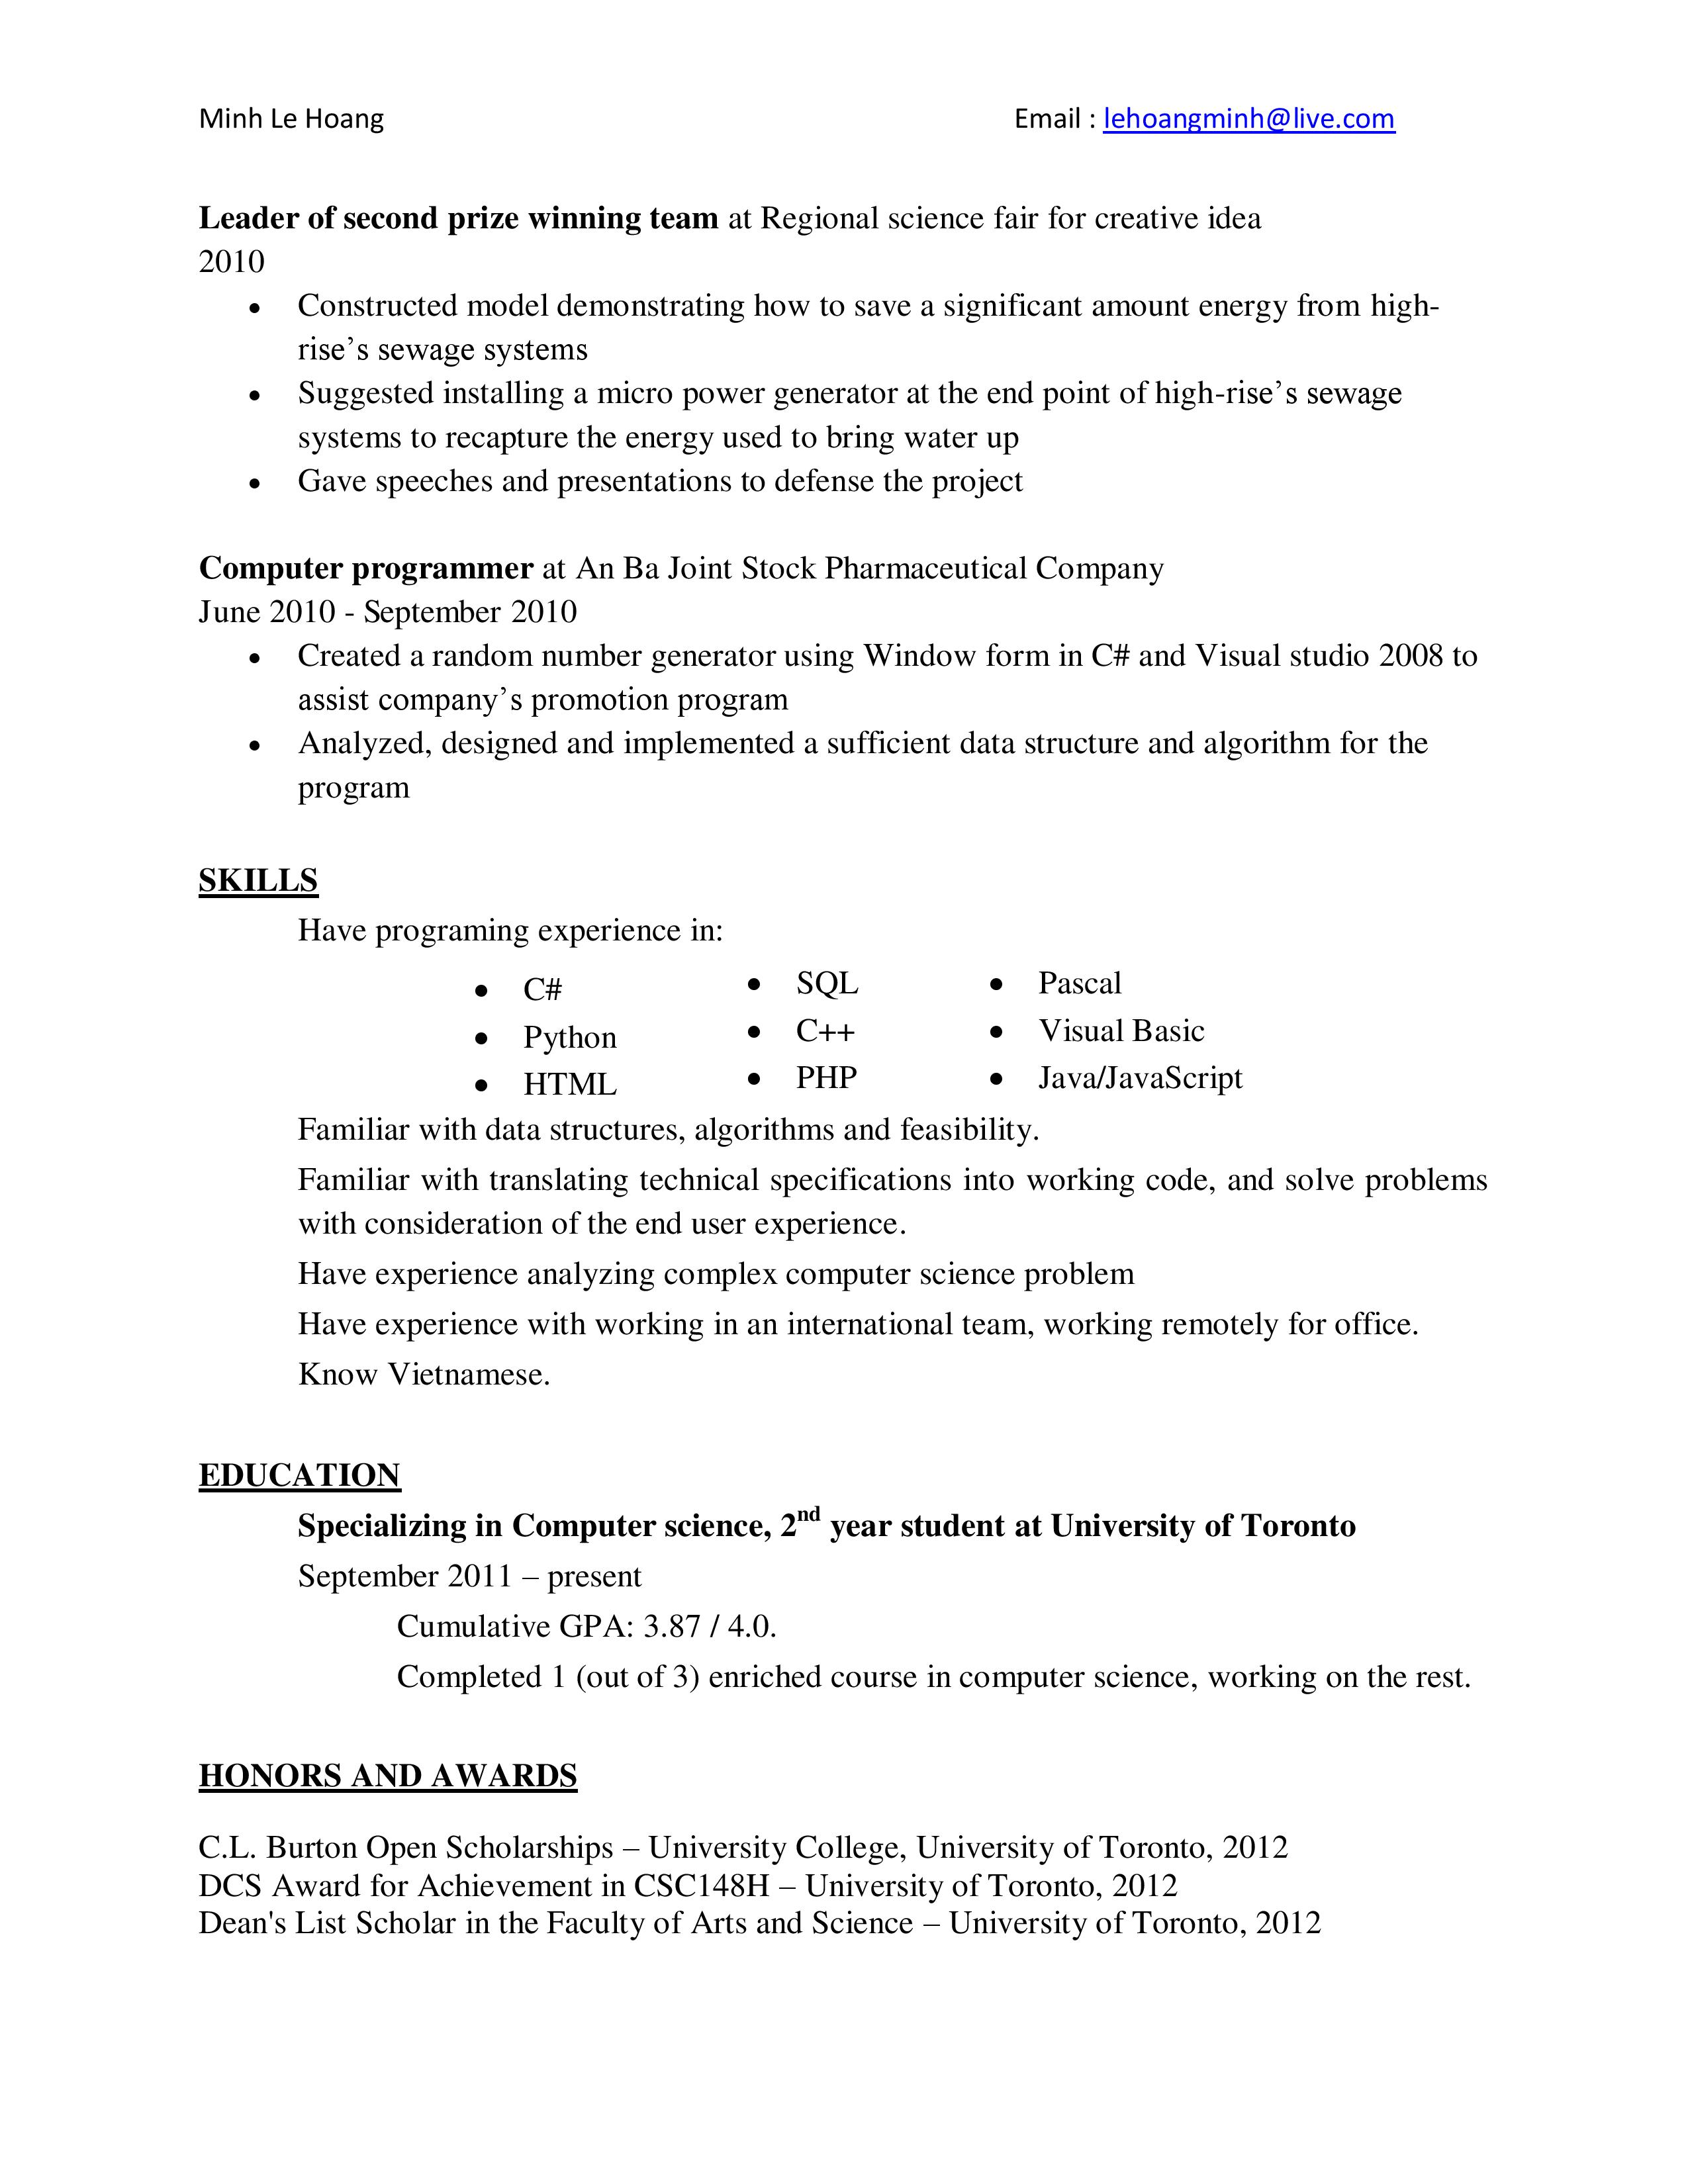 Minh Le Hoang Email : lehoangminh@live.com
Leader of second prize winning team at Regional science fair for creative idea
2010
• Constructed model demonstrating how to save a significant amount energy from high-
rise’s sewage systems
• Suggested installing a micro power generator at the end point of high-rise’s sewage
systems to recapture the energy used to bring water up
• Gave speeches and presentations to defense the project
Computer programmer at An Ba Joint Stock Pharmaceutical Company
June 2010 - September 2010
• Created a random number generator using Window form in C# and Visual studio 2008 to
assist company’s promotion program
• Analyzed, designed and implemented a sufficient data structure and algorithm for the
program
SKILLS
Have programing experience in:
• C#
• Python
• HTML
• SQL
• C++
• PHP
• Pascal
• Visual Basic
• Java/JavaScript
Familiar with data structures, algorithms and feasibility.
Familiar with translating technical specifications into working code, and solve problems
with consideration of the end user experience.
Have experience analyzing complex computer science problem
Have experience with working in an international team, working remotely for office.
Know Vietnamese.
EDUCATION
Specializing in Computer science, 2nd year student at University of Toronto
September 2011 – present
Cumulative GPA: 3.87 / 4.0.
Completed 1 (out of 3) enriched course in computer science, working on the rest.
HONORS AND AWARDS
C.L. Burton Open Scholarships – University College, University of Toronto, 2012
DCS Award for Achievement in CSC148H – University of Toronto, 2012
Dean's List Scholar in the Faculty of Arts and Science – University of Toronto, 2012